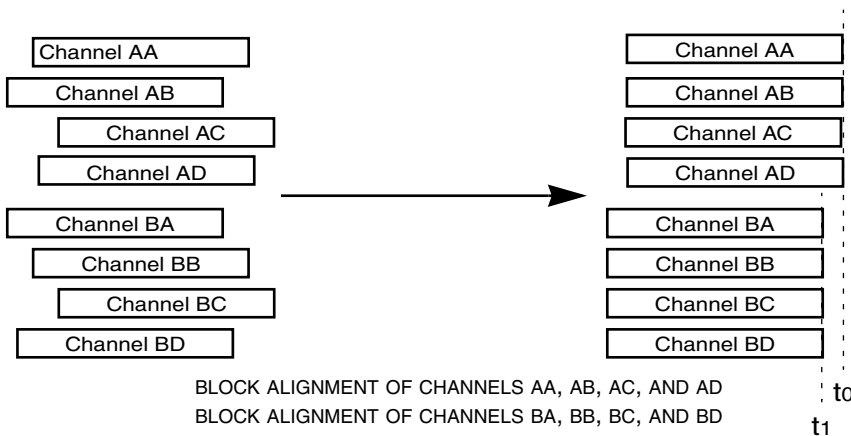 Channel AA
Channel AB
Channel AC
Channel AD
Channel BA
Channel BB
Channel BC
Channel BD
Channel AA
Channel AB
Channel AC
Channel AD
Channel BA
Channel BB
Channel BC
Channel BD
BLOCK ALIGNMENT OF CHANNELS AA, AB, AC, AND AD
BLOCK ALIGNMENT OF CHANNELS BA, BB, BC, AND BD
t0
t1